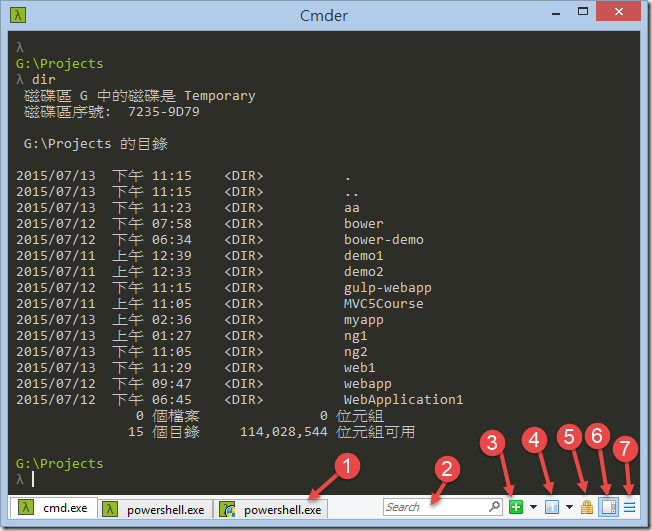 Cmder
λ
G:\Projects
λ dir
磁碟區 G 中的磁碟是 Temporary
磁碟區序號: 7235-9D79
G:\Projects 的目錄
2015/07/13 下午 11:15 <DIR> .
2015/07/13 下午 11:15 <DIR> ..
2015/07/13 下午 11:23 <DIR> aa
2015/07/12 下午 07:58 <DIR> bower
2015/07/12 下午 06:34 <DIR> bower-demo
2015/07/11 上午 12:39 <DIR> demo1
2015/07/11 上午 12:33 <DIR> demo2
2015/07/12 下午 11:15 <DIR> gulp-webapp
2015/07/11 上午 11:05 <DIR> MVC5Course
2015/07/13 上午 02:36 <DIR> myapp
2015/07/13 上午 01:27 <DIR> ng1
2015/07/13 下午 11:05 <DIR> ng2
2015/07/13 下午 11:29 <DIR> web1
2015/07/12 下午 09:47 <DIR> webapp
2015/07/12 下午 06:45 <DIR> WebApplication1
0 個檔案 0 位元組
15 個目錄 114,028,544 位元組可用
G:\Projects
λ
1 2 3 4 5 6 7
λ cmd.exe λ powershell.exe powershell.exe Search 1